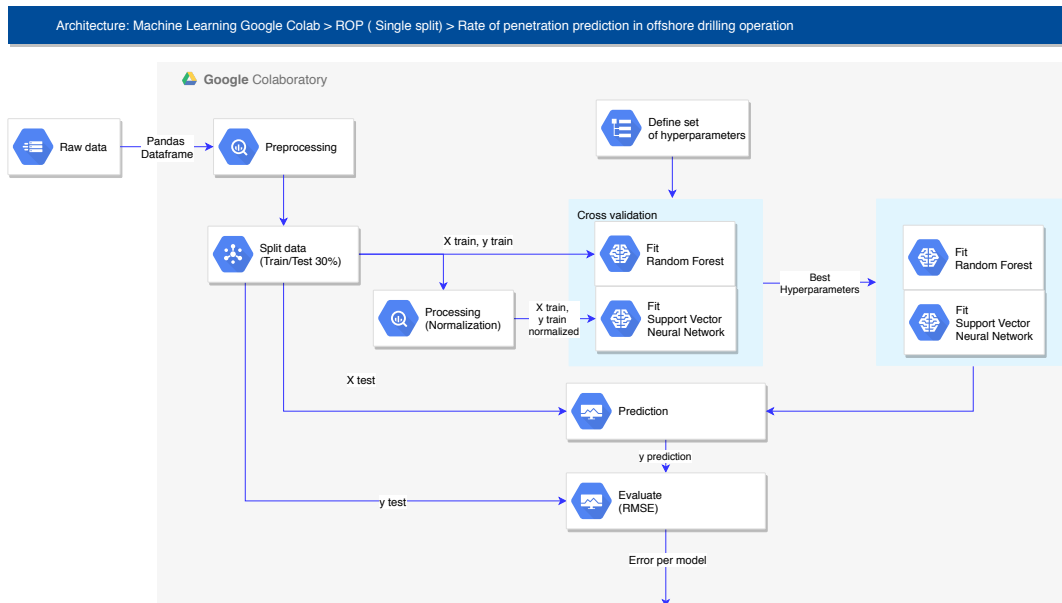 Architecture: Machine Learning Google Colab > ROP ( Single split) > Rate of penetration prediction in offshore drilling operation
Google Colaboratory
Raw data
Pandas
Dataframe
Preprocessing
Define set
of hyperparameters
Split data
(Train/Test 30%)
X train, y train
Cross validation
Fit
Random Forest
Processing
(Normalization)
X train,
y train
normalized
Fit
Support Vector
Neural Network
Best
Hyperparameters
Fit
Random Forest
Fit
Support Vector
Neural Network
X test
Prediction
y prediction
y test
Evaluate
(RMSE)
Error per model